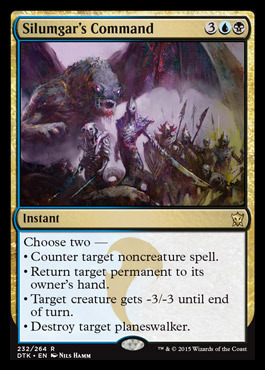 Silumgar's Command 3
Instant
Choose two —
• Counter target noncreature spell.
• Return target permanent to its
owner's hand.
• Target creature gets -3/-3 until end
of turn.
• Destroy target planeswalker.
232/264 R
DTK • EN Nils Hamm
™ & © 2015 Wizards of the Coast